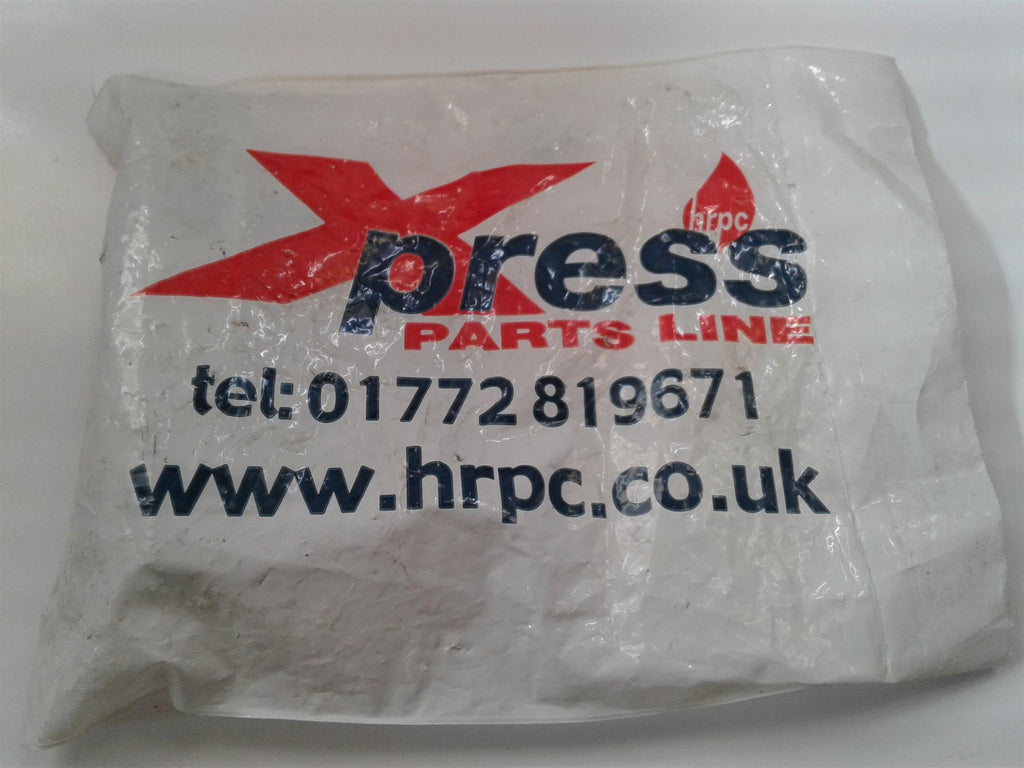 hrpc
Xpress
PARTS LINE
tel: 01772 819671
www.hrpc.co.uk